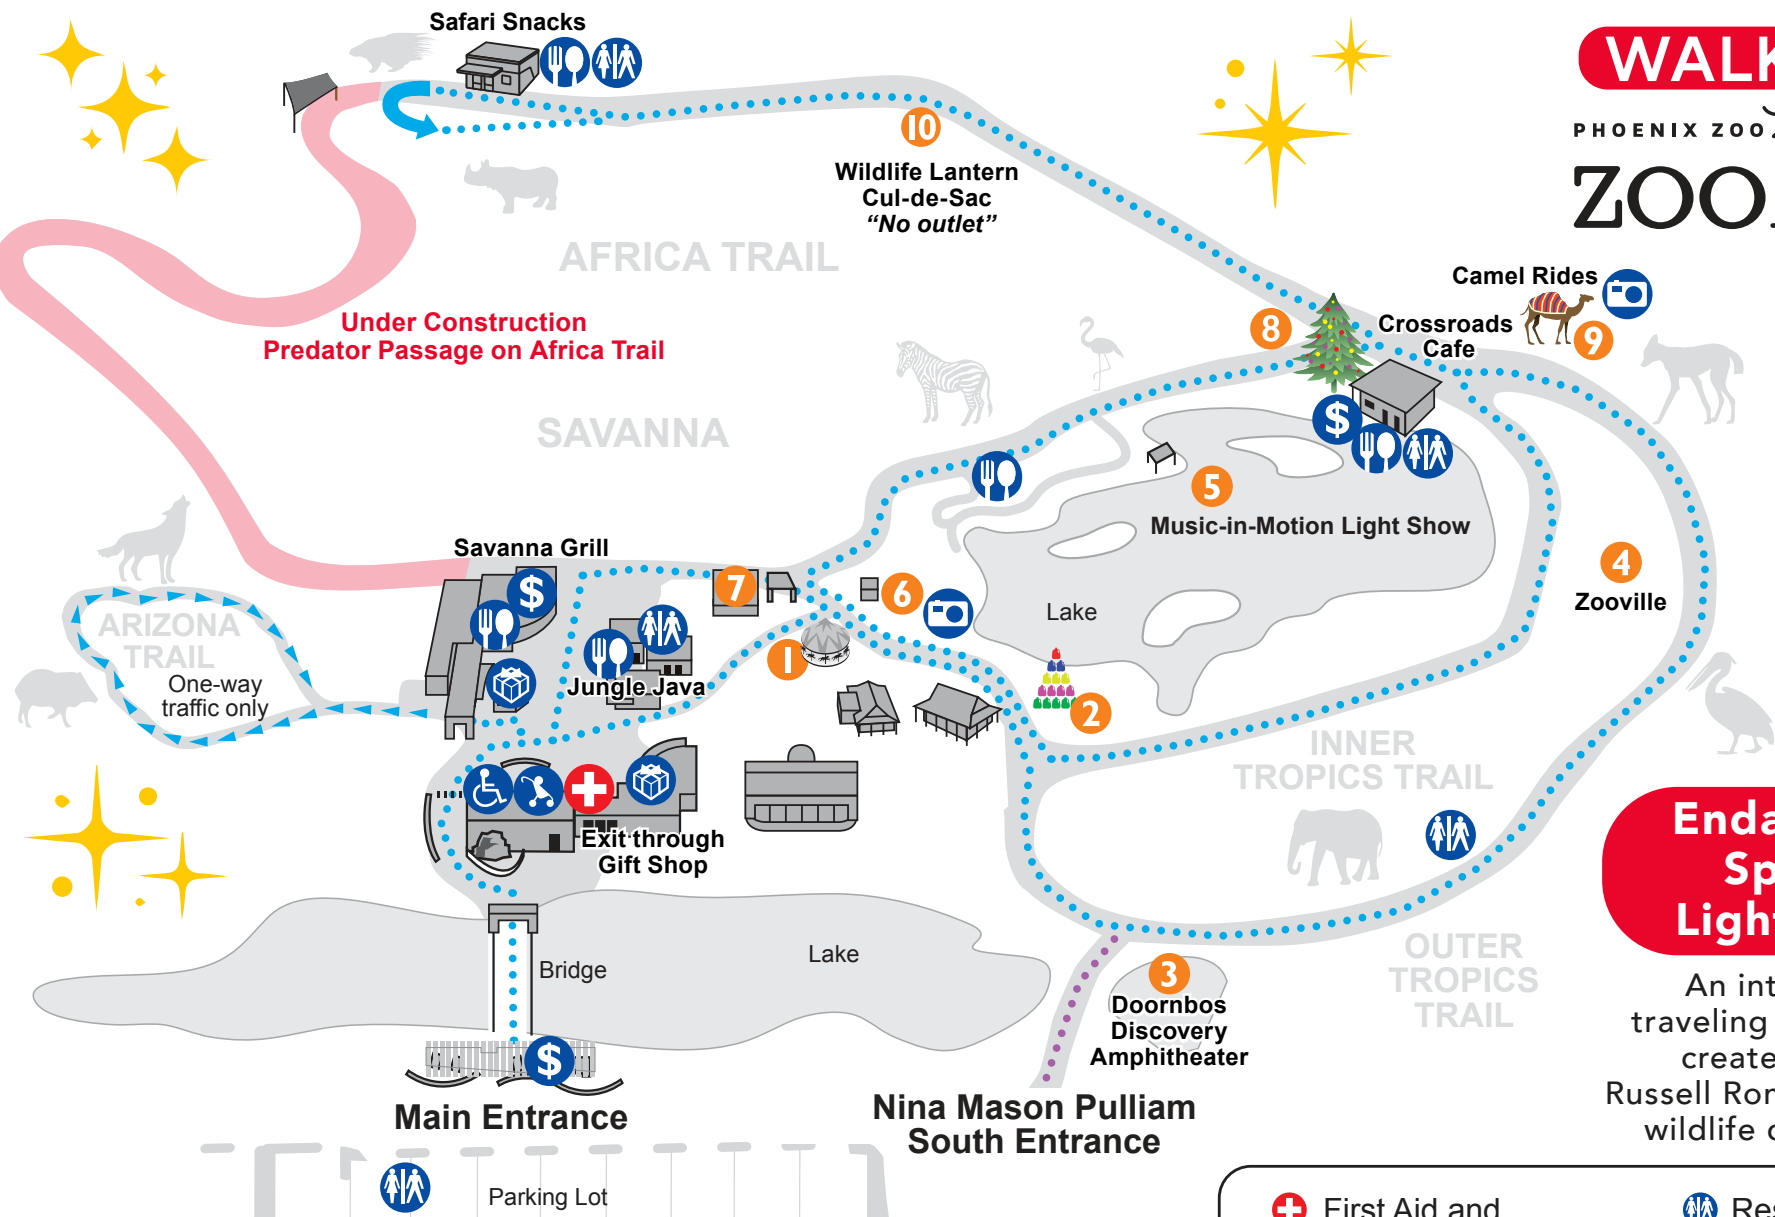 Safari Snacks
WALK
PHOENIX ZOO
ZOO
10
Wildlife Lantern
Cul-de-Sac
“No outlet”
AFRICA TRAIL
Camel Rides
Under Construction
Predator Passage on Africa Trail
8
Crossroads
Cafe
9
SAVANNA
$
5
Music-in-Motion Light Show
Savanna Grill
$
7
6
4
Zooville
Lake
ARIZONA
TRAIL
One-way
traffic only
1
Jungle Java
2
INNER
TROPICS TRAIL
Exit through
Gift Shop
Enda
Sp
Ligh
Lake
Bridge
OUTER
TROPICS
TRAIL
3
Doornbos
Discovery
Amphitheater
An int
traveling
create
Russell Ron
wildlife c
$
Main Entrance
Nina Mason Pulliam
South Entrance
Parking Lot
First Aid and
Res